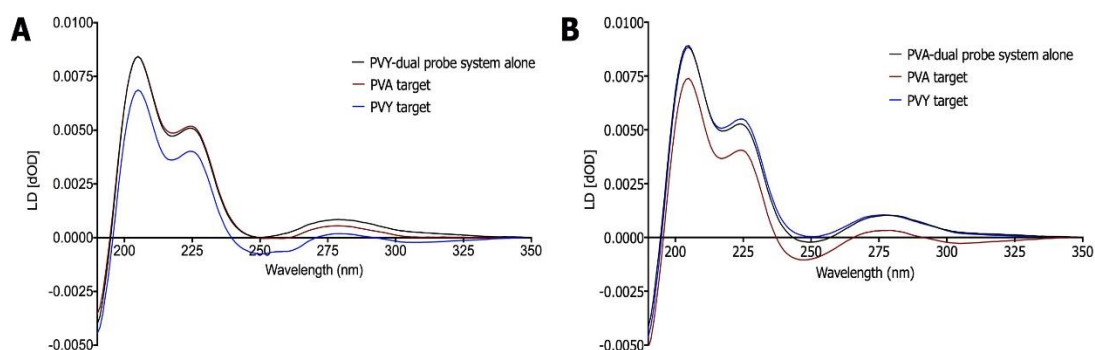 A
0.0100
0.0075
0.0050
0.0025
0.0000
-0.0025
-0.0050
LD [dOD]
200
225
250
275
300
325
350
Wavelength (nm)
PVY-dual probe system alone
PVA target
PVY target
B
0.0100
0.0075
0.0050
0.0025
0.0000
-0.0025
-0.0050
LD [dOD]
200
225
250
275
300
325
350
Wavelength (nm)
PVA-dual probe system alone
PVA target
PVY target